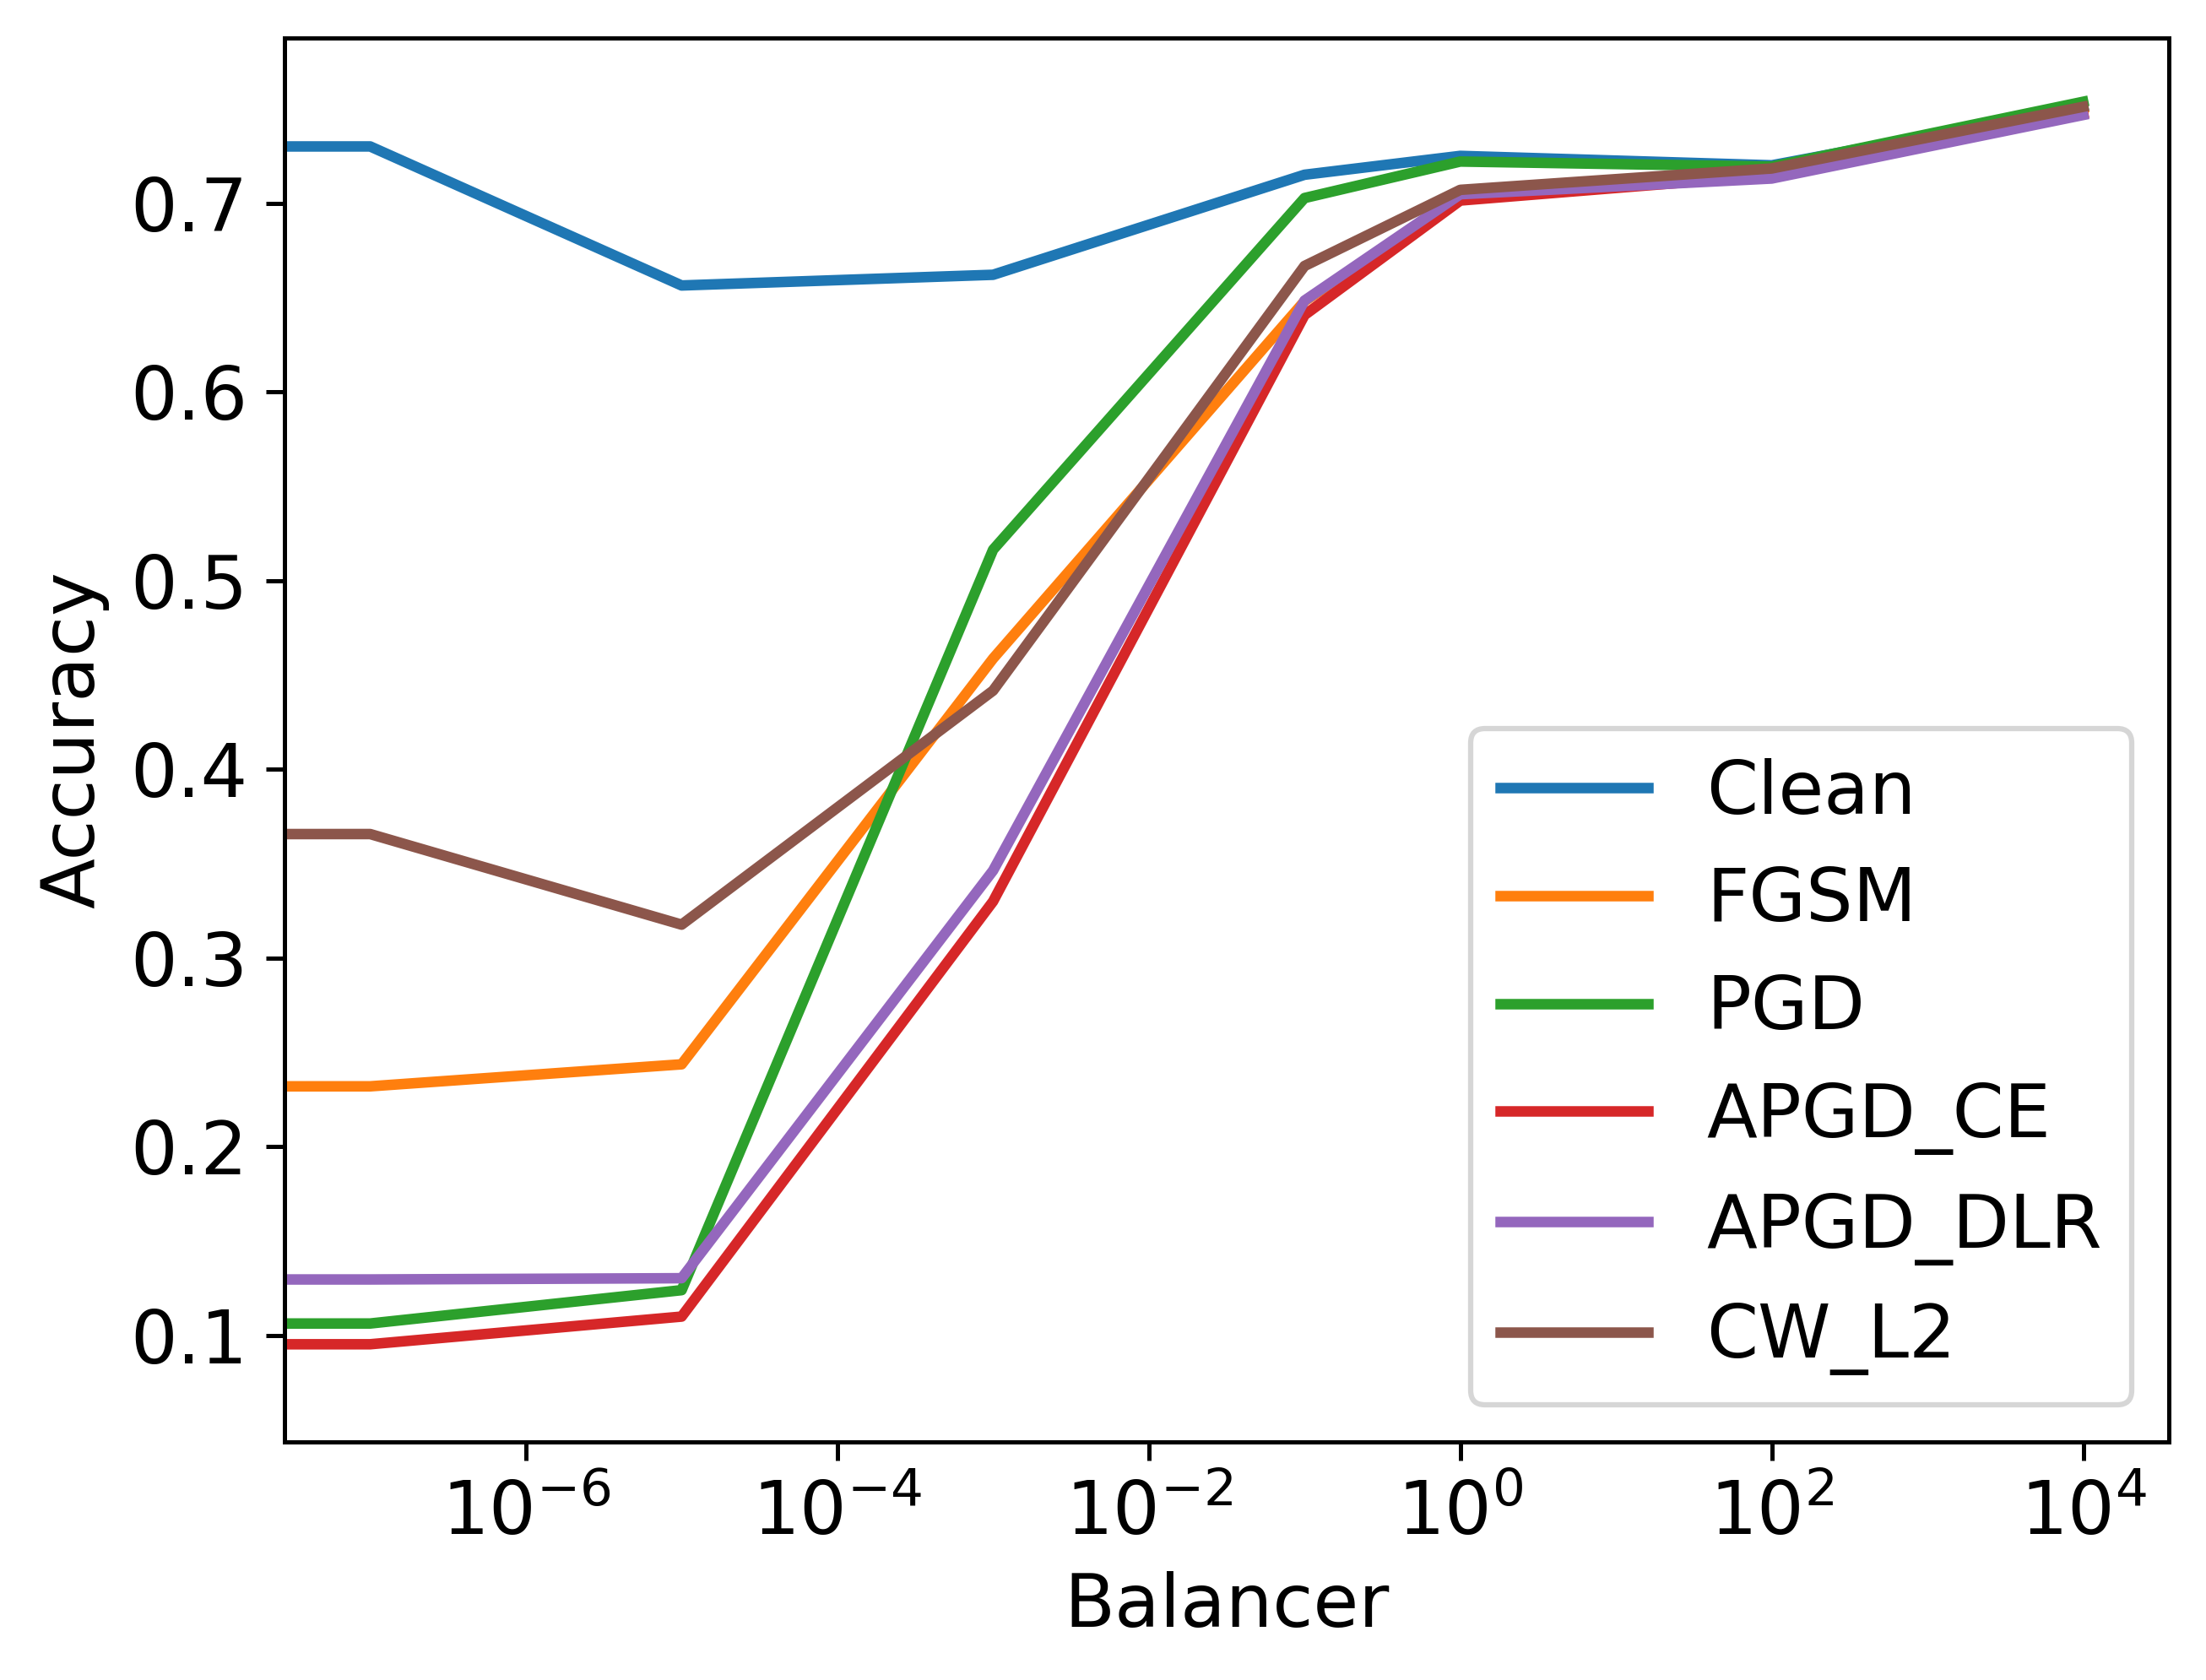 0.7
0.6
0.5
0.4
0.3
0.2
0.1
Accuracy
10⁻⁶ 10⁻⁴ 10⁻² 10⁰ 10² 10⁴
Balancer
Clean
FGSM
PGD
APGD_CE
APGD_DLR
CW_L2